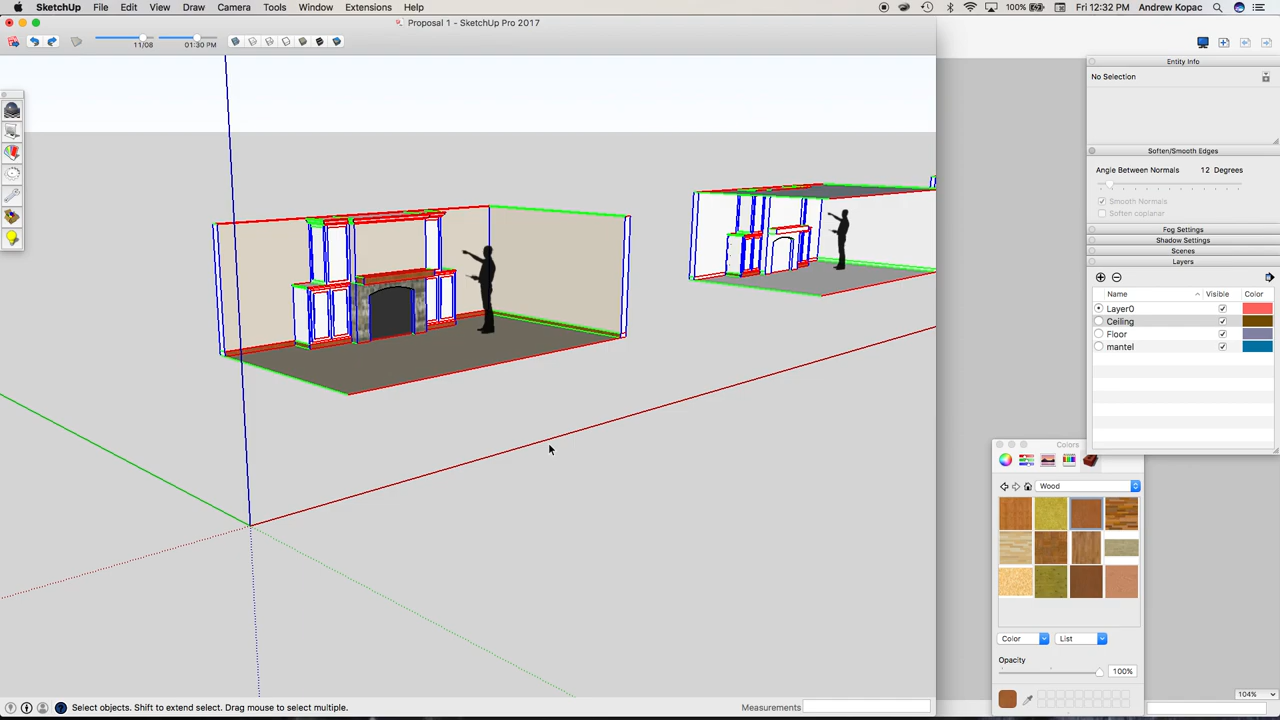 SketchUp File Edit View Draw Camera Tools Window Extensions Help 100% Fri 12:32 PM Andrew Kopac
Proposal 1 - SketchUp Pro 2017
11/08 01:30 PM
Entity Info
No Selection
Soften/Smooth Edges
Angle Between Normals 12 Degrees
Smooth Normals
Soften coplanar
Fog Settings
Shadow Settings
Scenes
Layers
Name Visible Color
Layer0
Ceiling
Floor
mantel
Colors
Wood
Color List
Opacity
100%
104%
Select objects. Shift to extend select. Drag mouse to select multiple. Measurements